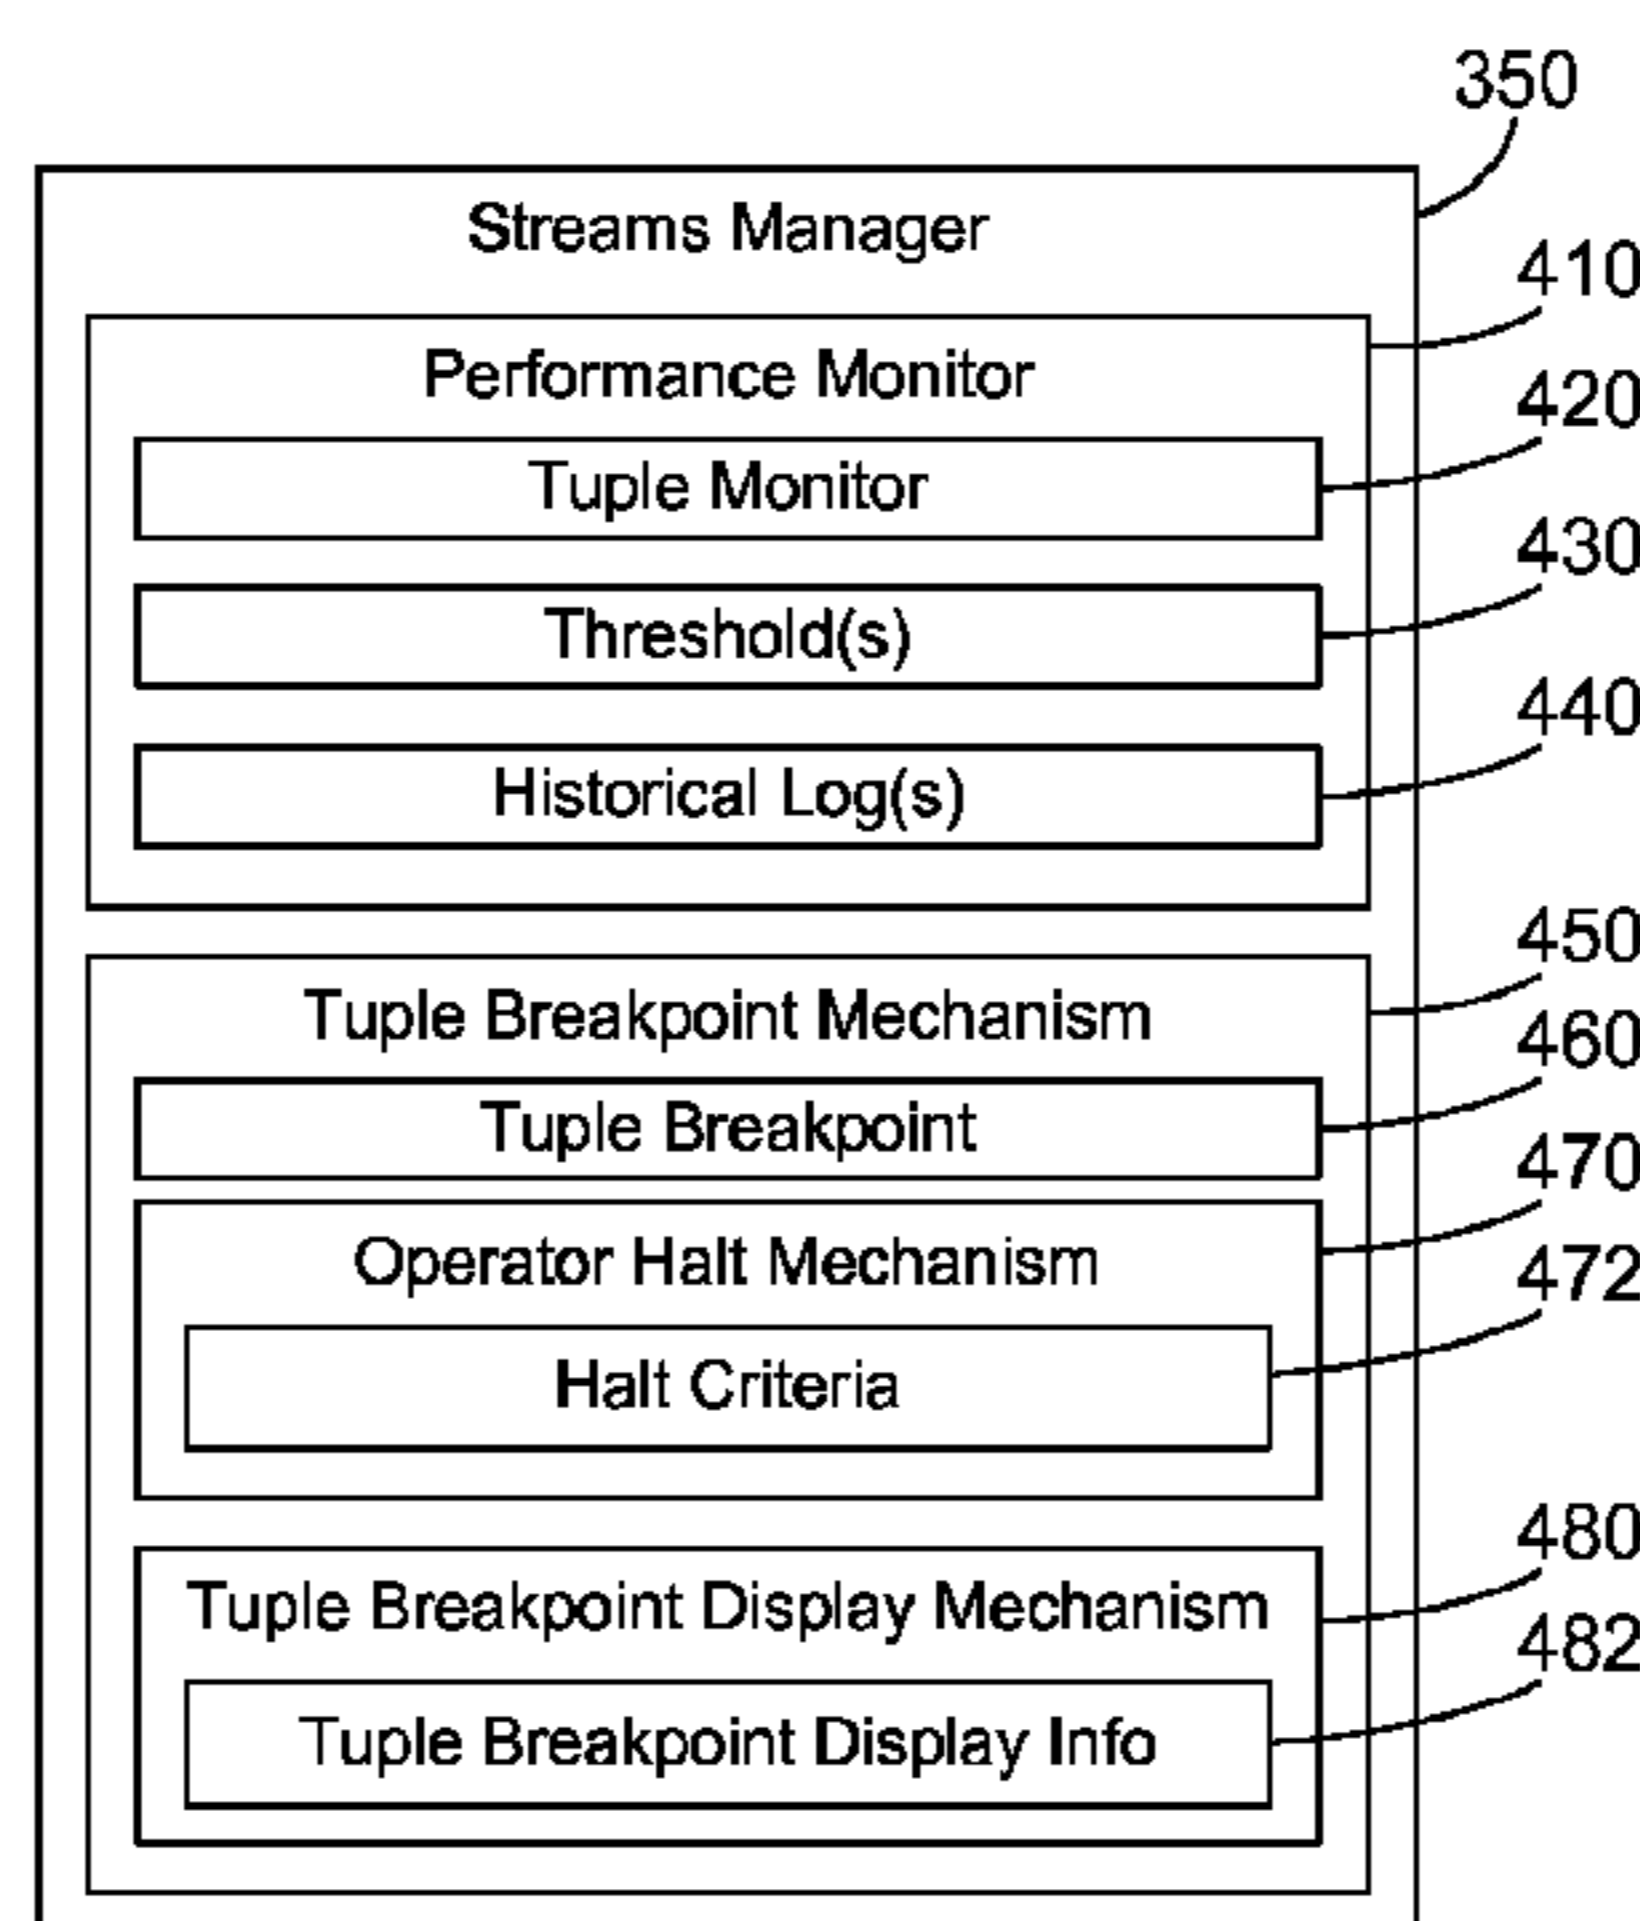 350
Streams Manager
410
Performance Monitor
420
Tuple Monitor
430
Threshold(s)
440
Historical Log(s)
450
Tuple Breakpoint Mechanism
460
Tuple Breakpoint
470
Operator Halt Mechanism
472
Halt Criteria
480
Tuple Breakpoint Display Mechanism
482
Tuple Breakpoint Display Info